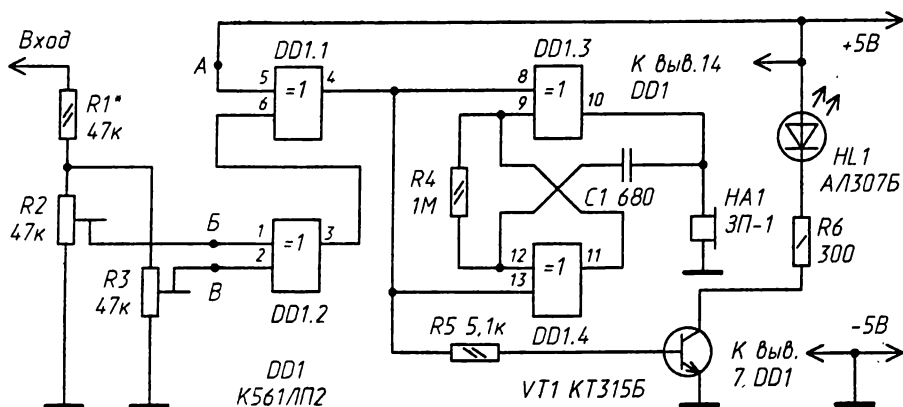 Вход
R1*
47к
R2
47к
R3
47к
А
Б
В
DD1.1
5
6
=1
4
1
2
=1
3
DD1.2
DD1
К561ЛП2
DD1.3
8
9
=1
10
R4
1М
С1 680
12
13
=1
11
DD1.4
R5 5,1к
VT1 КТ315Б
К выв.14
DD1
НА1
ЗП-1
+5В
HL1
АЛ307Б
R6
300
-5В
К выв.
7, DD1